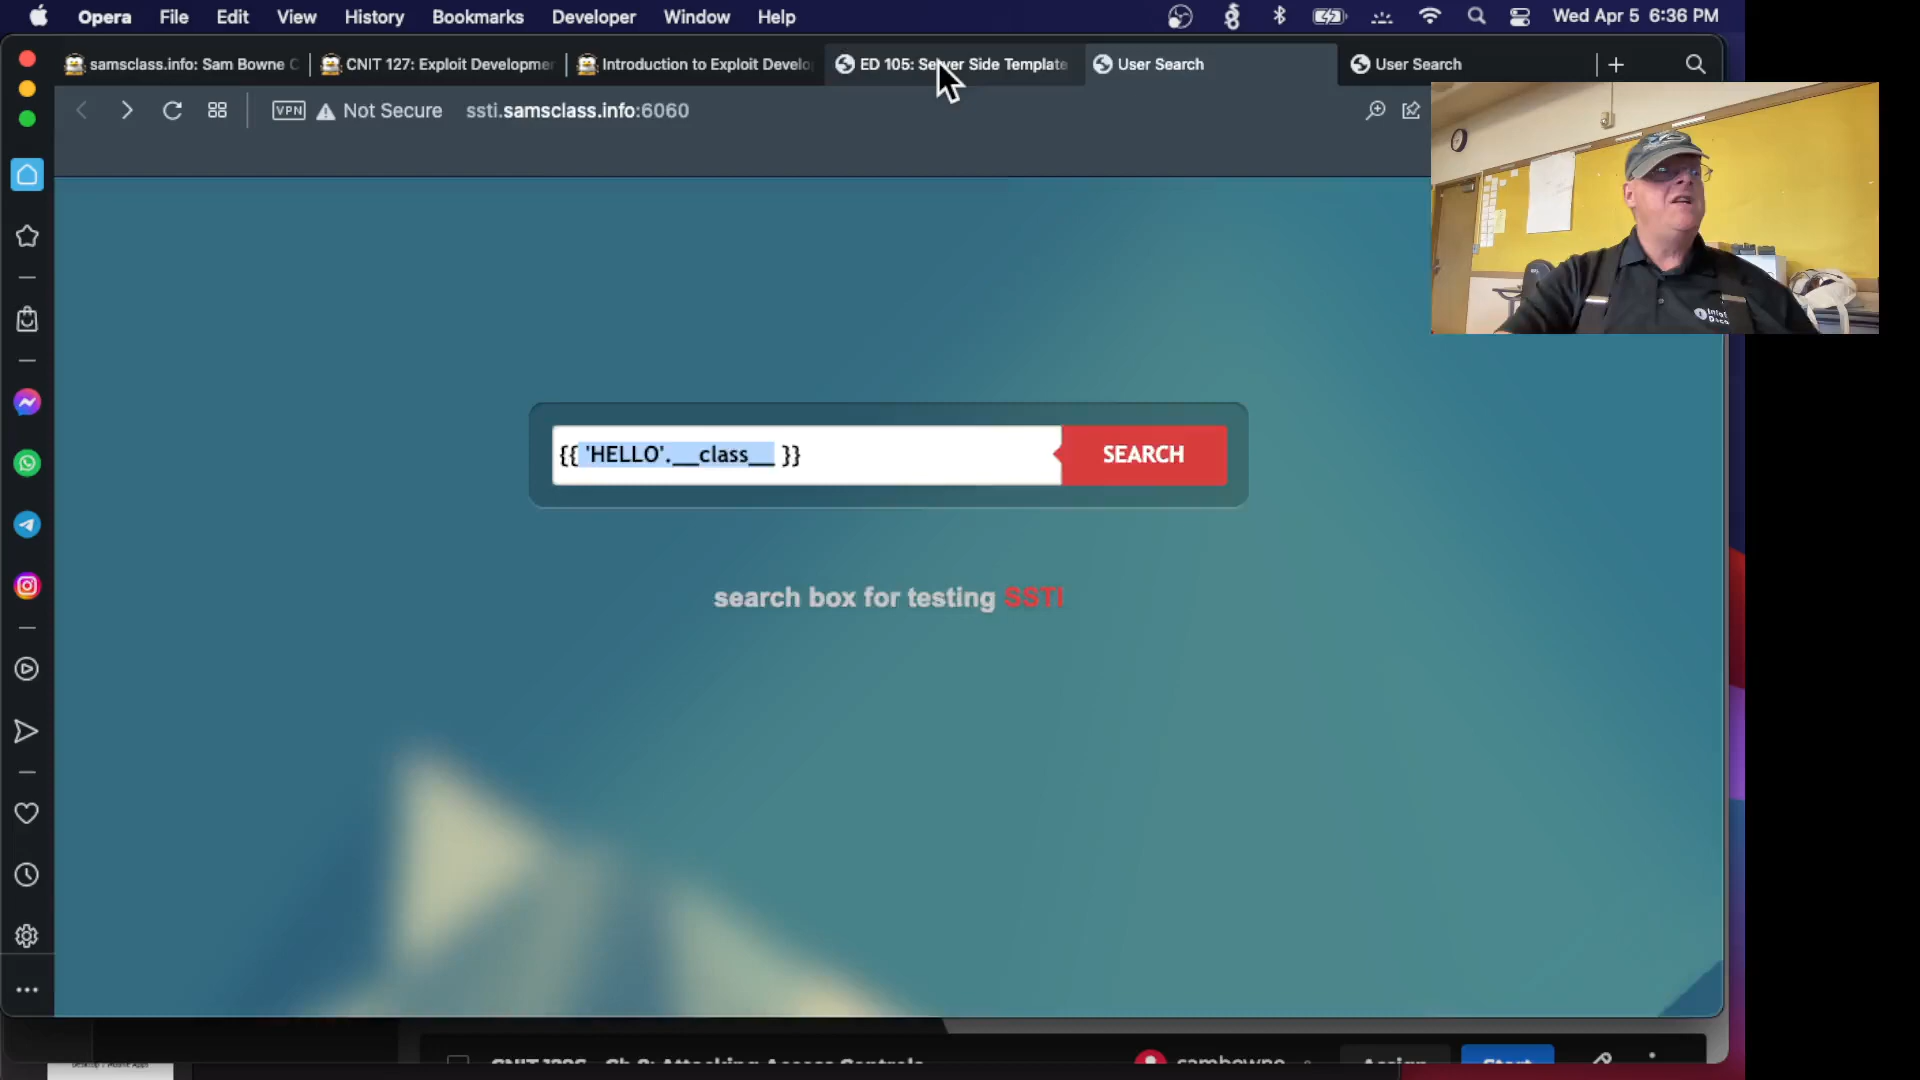 Opera File Edit View History Bookmarks Developer Window Help Wed Apr 5 6:36 PM
samsclass.info: Sam Bowne C CNIT 127: Exploit Developmer Introduction to Exploit Develo ED 105: Server Side Template User Search User Search
VPN Not Secure ssti.samsclass.info:6060
{{ 'HELLO'.__class__ }} SEARCH
search box for testing SSTI